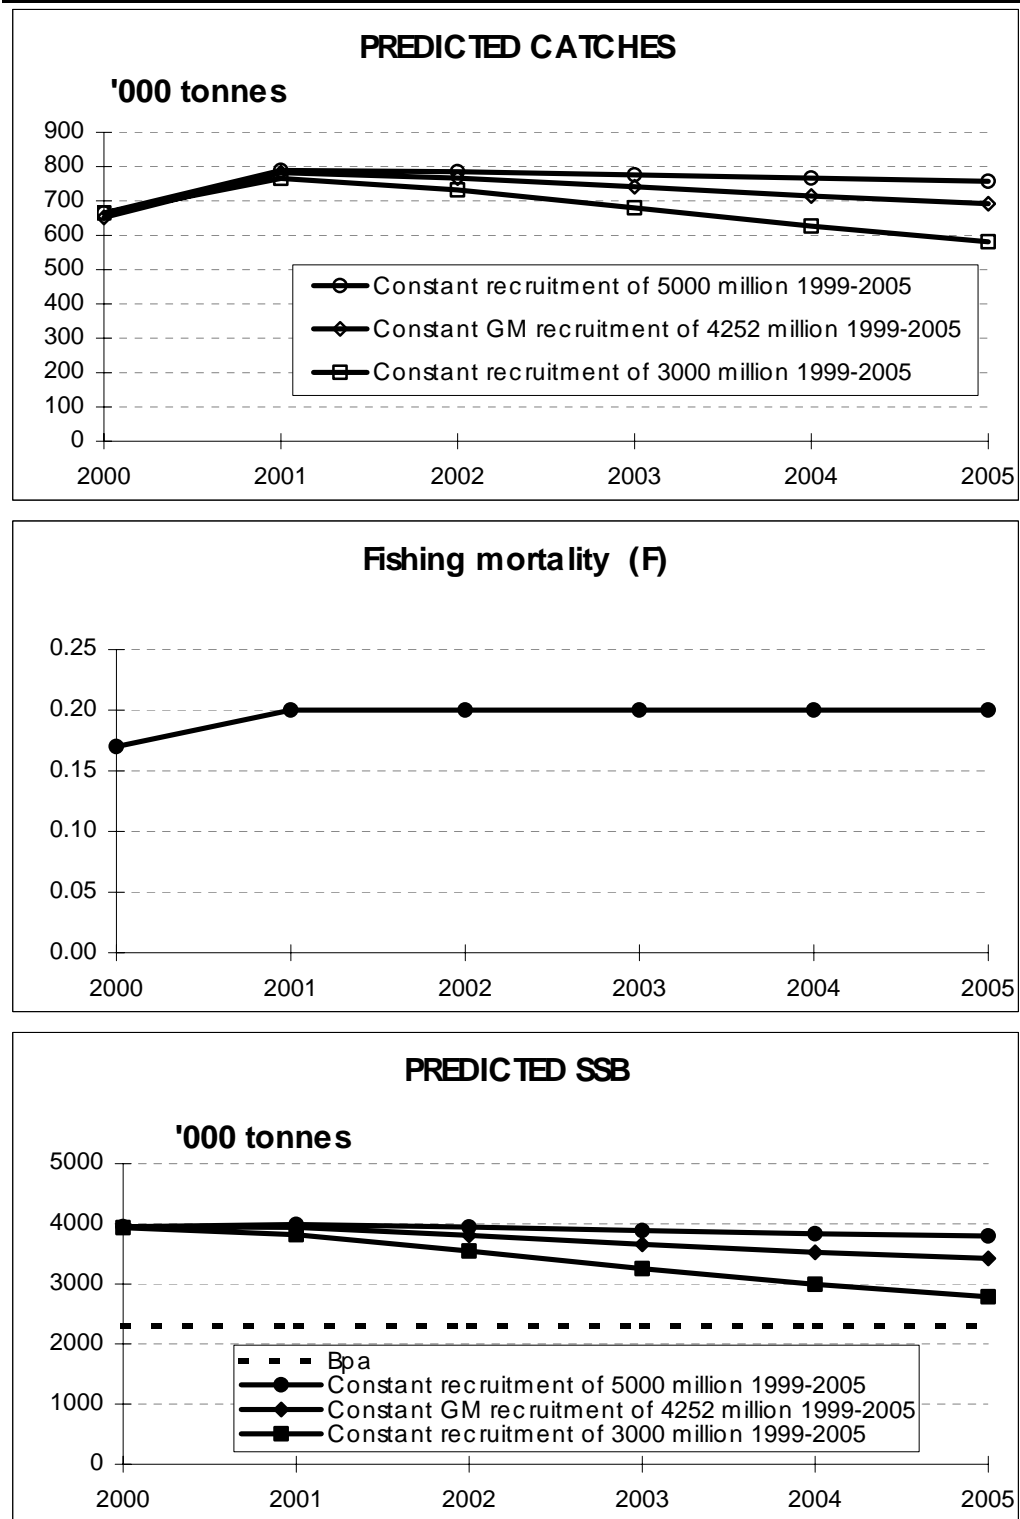 PREDICTED CATCHES
'000 tonnes
900
800
700
600
500
400
300
200
100
0
Constant recruitment of 5000 million 1999-2005
Constant GM recruitment of 4252 million 1999-2005
Constant recruitment of 3000 million 1999-2005
2000 2001 2002 2003 2004 2005
Fishing mortality (F)
0.25
0.20
0.15
0.10
0.05
0.00
2000 2001 2002 2003 2004 2005
PREDICTED SSB
'000 tonnes
5000
4000
3000
2000
1000
0
Bpa
Constant recruitment of 5000 million 1999-2005
Constant GM recruitment of 4252 million 1999-2005
Constant recruitment of 3000 million 1999-2005
2000 2001 2002 2003 2004 2005